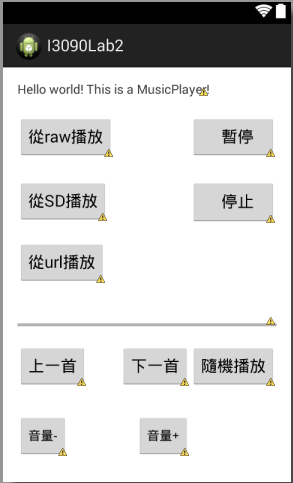 I3090Lab2
Hello world! This is a MusicPlayer!
從raw播放 暫停
從SD播放 停止
從url播放
上一首 下一首 隨機播放
音量- 音量+